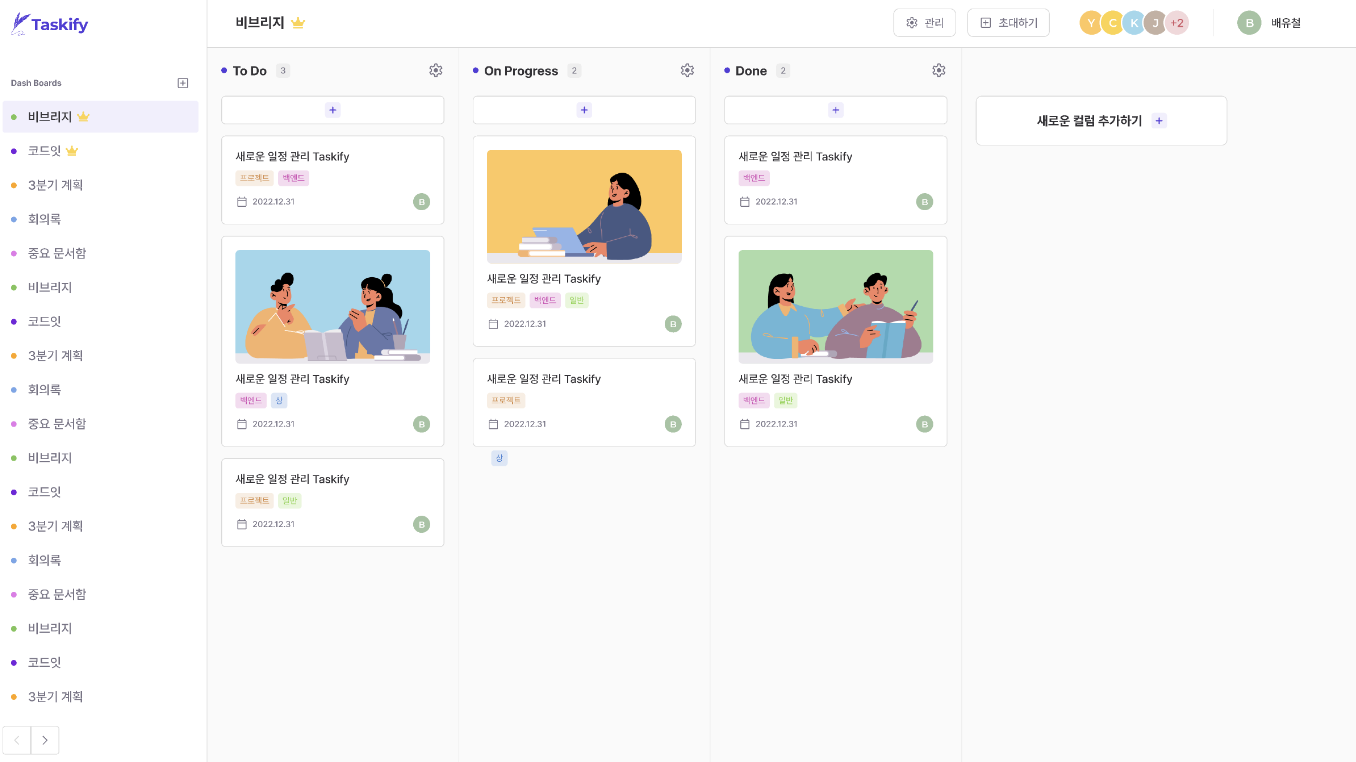 Taskify
비브리지
관리
초대하기
Y
C
K
J
+2
B
배유철
Dash Boards
비브리지
코드잇
3분기 계획
회의록
중요 문서함
비브리지
코드잇
3분기 계획
회의록
중요 문서함
비브리지
코드잇
3분기 계획
회의록
중요 문서함
비브리지
코드잇
3분기 계획
To Do 3
+
새로운 일정 관리 Taskify
프로젝트 백엔드
2022.12.31 B
새로운 일정 관리 Taskify
백엔드 상
2022.12.31 B
새로운 일정 관리 Taskify
프로젝트 일반
2022.12.31 B
On Progress 2
+
새로운 일정 관리 Taskify
프로젝트 백엔드 일반
2022.12.31 B
새로운 일정 관리 Taskify
프로젝트
2022.12.31 B
상
Done 2
+
새로운 일정 관리 Taskify
백엔드
2022.12.31 B
새로운 일정 관리 Taskify
백엔드 일반
2022.12.31 B
새로운 컬럼 추가하기 +